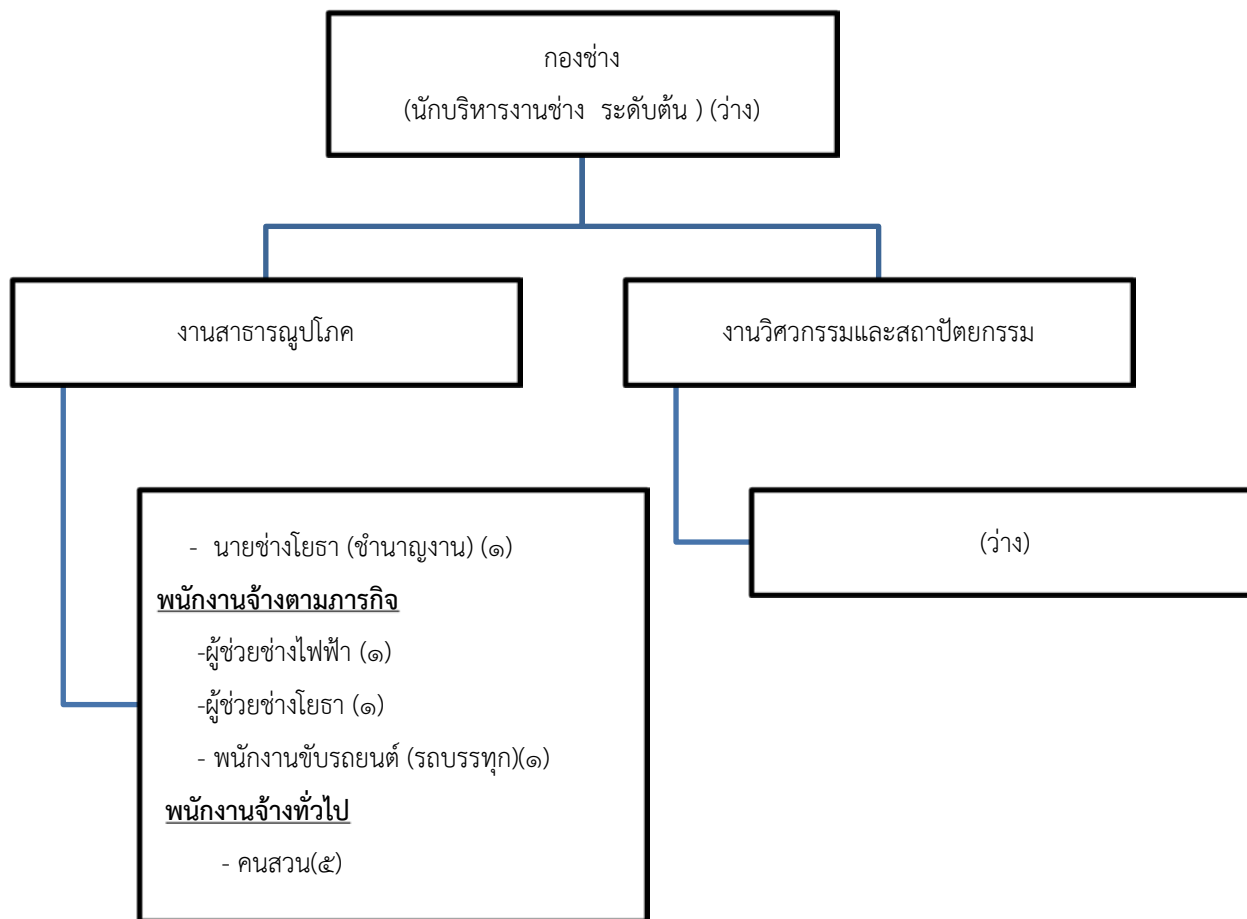 กองช่าง
(นักบริหารงานช่าง ระดับต้น ) (ว่าง)
งานสาธารณูปโภค
งานวิศวกรรมและสถาปัตยกรรม
- นายช่างโยธา (ชำนาญงาน) (๑)
พนักงานจ้างตามภารกิจ
-ผู้ช่วยช่างไฟฟ้า (๑)
-ผู้ช่วยช่างโยธา (๑)
- พนักงานขับรถยนต์ (รถบรรทุก)(๑)
พนักงานจ้างทั่วไป
- คนสวน(๕)
(ว่าง)